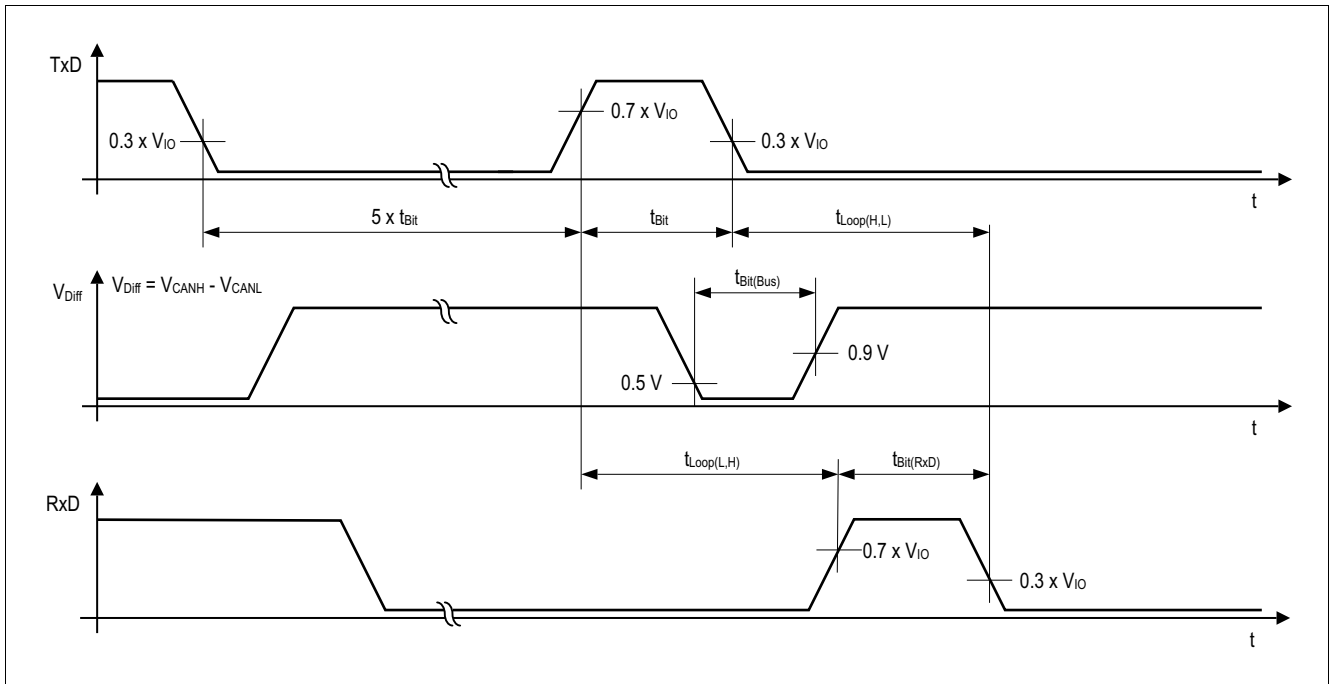 TxD
0.7 x VIO
0.3 x VIO
0.3 x VIO
t
5 x tBit
tBit
tLoop(H,L)
VDiff
VDiff = VCANH - VCANL
tBit(Bus)
0.9 V
0.5 V
t
tLoop(L,H)
tBit(RxD)
RxD
0.7 x VIO
0.3 x VIO
t